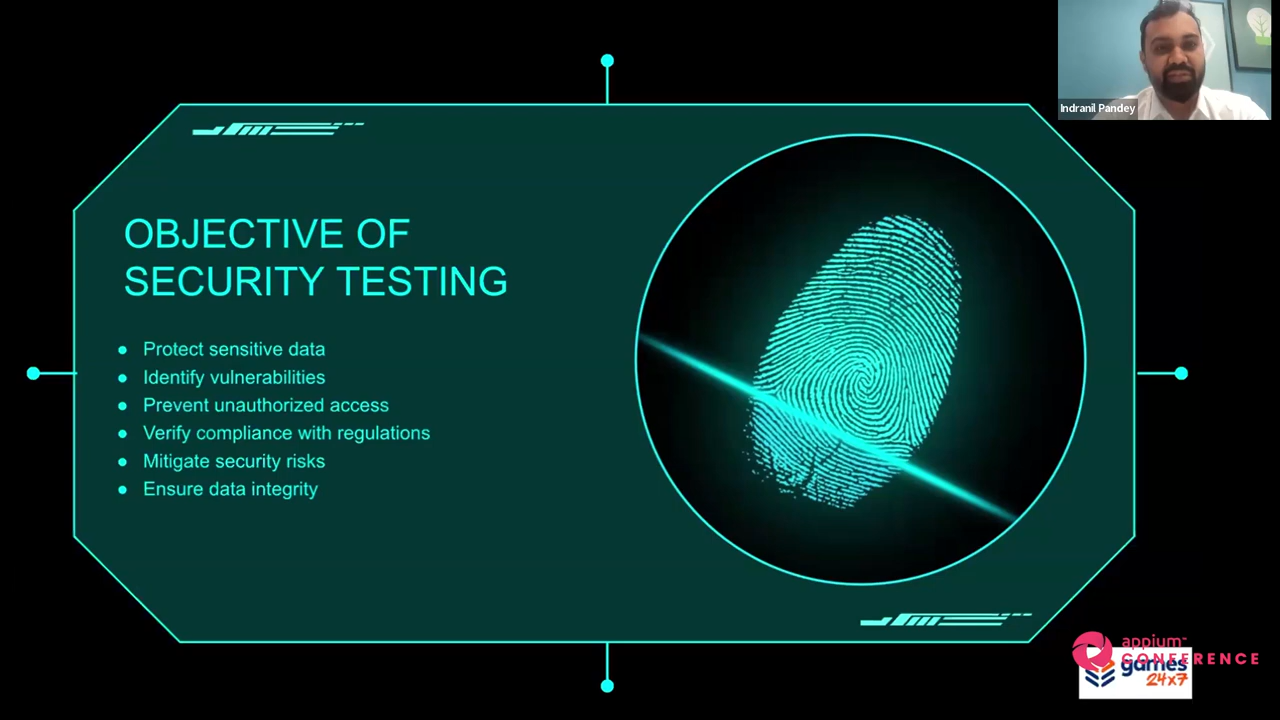 Indranil Pandey
OBJECTIVE OF
SECURITY TESTING
● Protect sensitive data
● Identify vulnerabilities
● Prevent unauthorized access
● Verify compliance with regulations
● Mitigate security risks
● Ensure data integrity
appium™
CONFERENCE
games
24x7